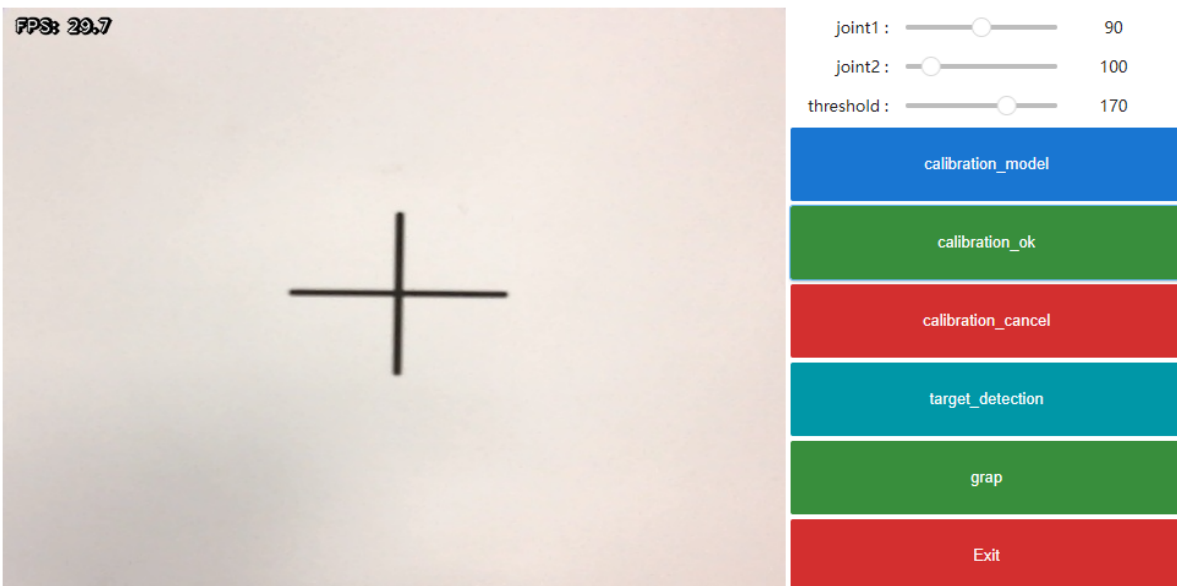 FPS: 29.7
joint1 : 90
joint2 : 100
threshold : 170
calibration_model
calibration_ok
calibration_cancel
target_detection
grap
Exit